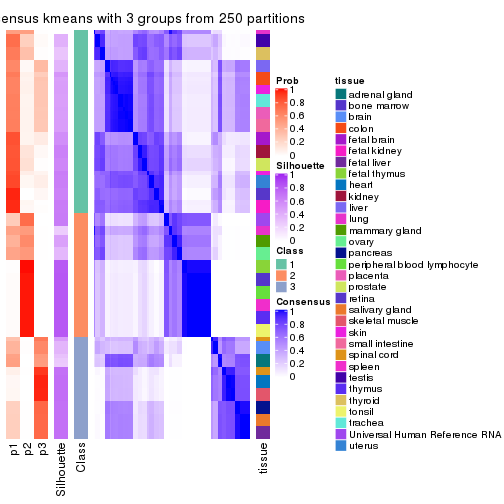 ensus kmeans with 3 groups from 250 partitions
Prob
1
0.8
0.6
0.4
0.2
0
Silhouette
1
0.8
0.6
0.4
0.2
0
Class
1
2
3
Consensus
1
0.8
0.6
0.4
0.2
0
tissue
adrenal gland
bone marrow
brain
colon
fetal brain
fetal kidney
fetal liver
fetal thymus
heart
kidney
liver
lung
mammary gland
ovary
pancreas
peripheral blood lymphocyte
placenta
prostate
retina
salivary gland
skeletal muscle
skin
small intestine
spinal cord
spleen
testis
thymus
thyroid
tonsil
trachea
Universal Human Reference RNA
uterus
p1
p2
p3
Silhouette
Class
tissue